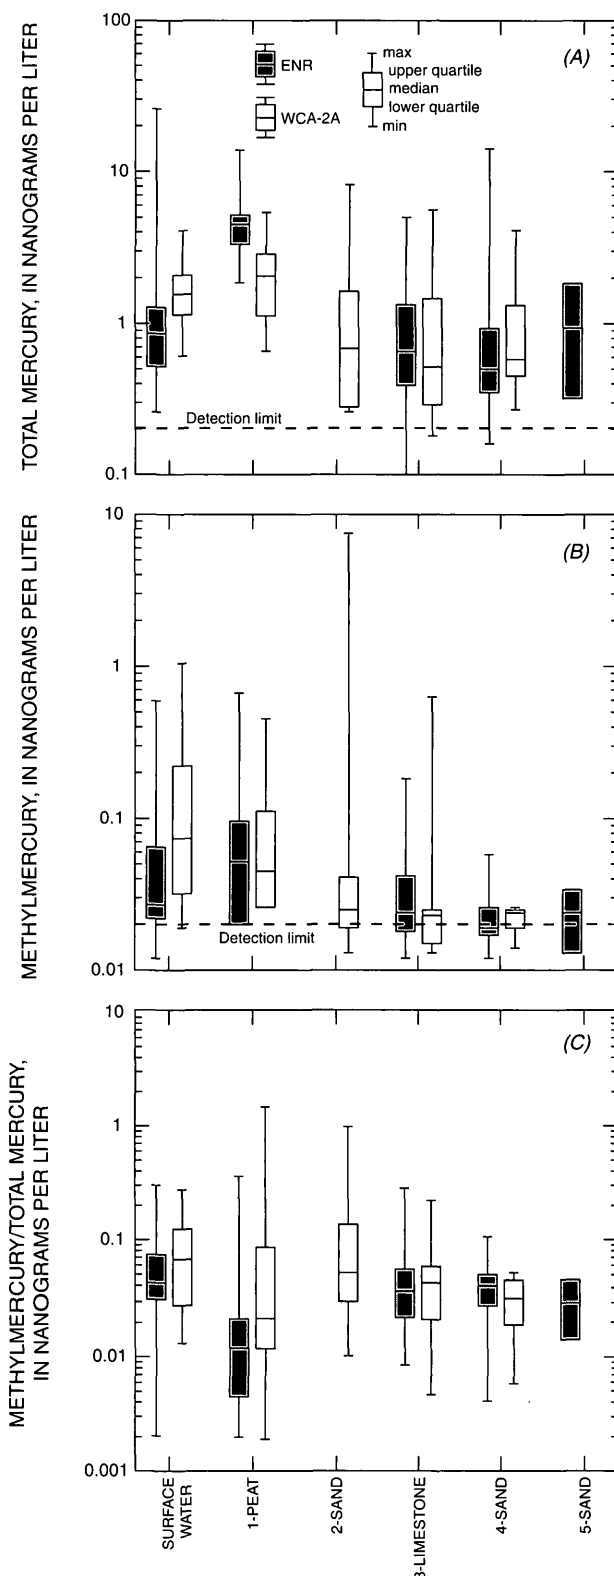 TOTAL MERCURY, IN NANOGRAMS PER LITER
100
10
1
0.1
(A)
ENR
WCA-2A
max
upper quartile
median
lower quartile
min
Detection limit
METHYLMERCURY, IN NANOGRAMS PER LITER
10
1
0.1
0.01
(B)
Detection limit
METHYLMERCURY/TOTAL MERCURY,
IN NANOGRAMS PER LITER
10
1
0.1
0.01
0.001
(C)
SURFACE
WATER
1-PEAT
2-SAND
3-LIMESTONE
4-SAND
5-SAND